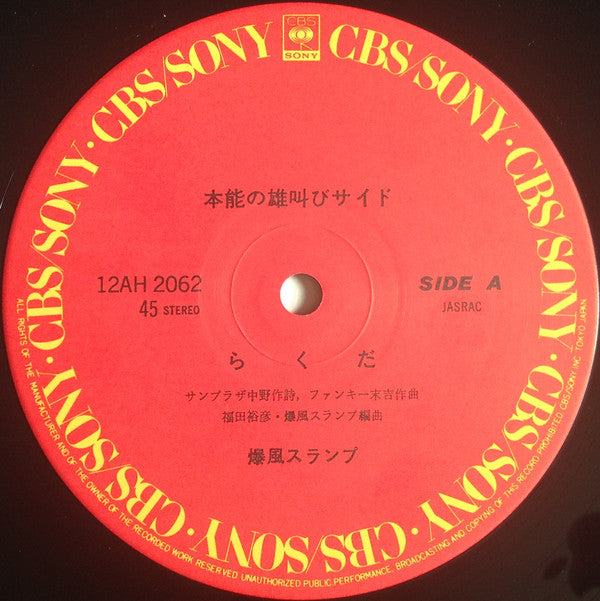 CBS
SONY
CBS/SONY · CBS/SONY · CBS/SONY · CBS/SONY · CBS/SONY · CBS/SONY · CBS/SONY · CBS/SONY ·
本能の雄叫びサイド
12AH 2062
SIDE A
45 STEREO
JASRAC
らくだ
サンプラザ中野作詩，ファンキー末吉作曲
福田裕彦・爆風スランプ編曲
爆風スランプ
ALL RIGHTS OF THE MANUFACTURER AND OF THE OWNER OF THE RECORDED WORK RESERVED UNAUTHORIZED PUBLIC PERFORMANCE, BROADCASTING AND COPYING OF THIS RECORD PROHIBITED CBS/SONY INC. TOKYO JAPAN